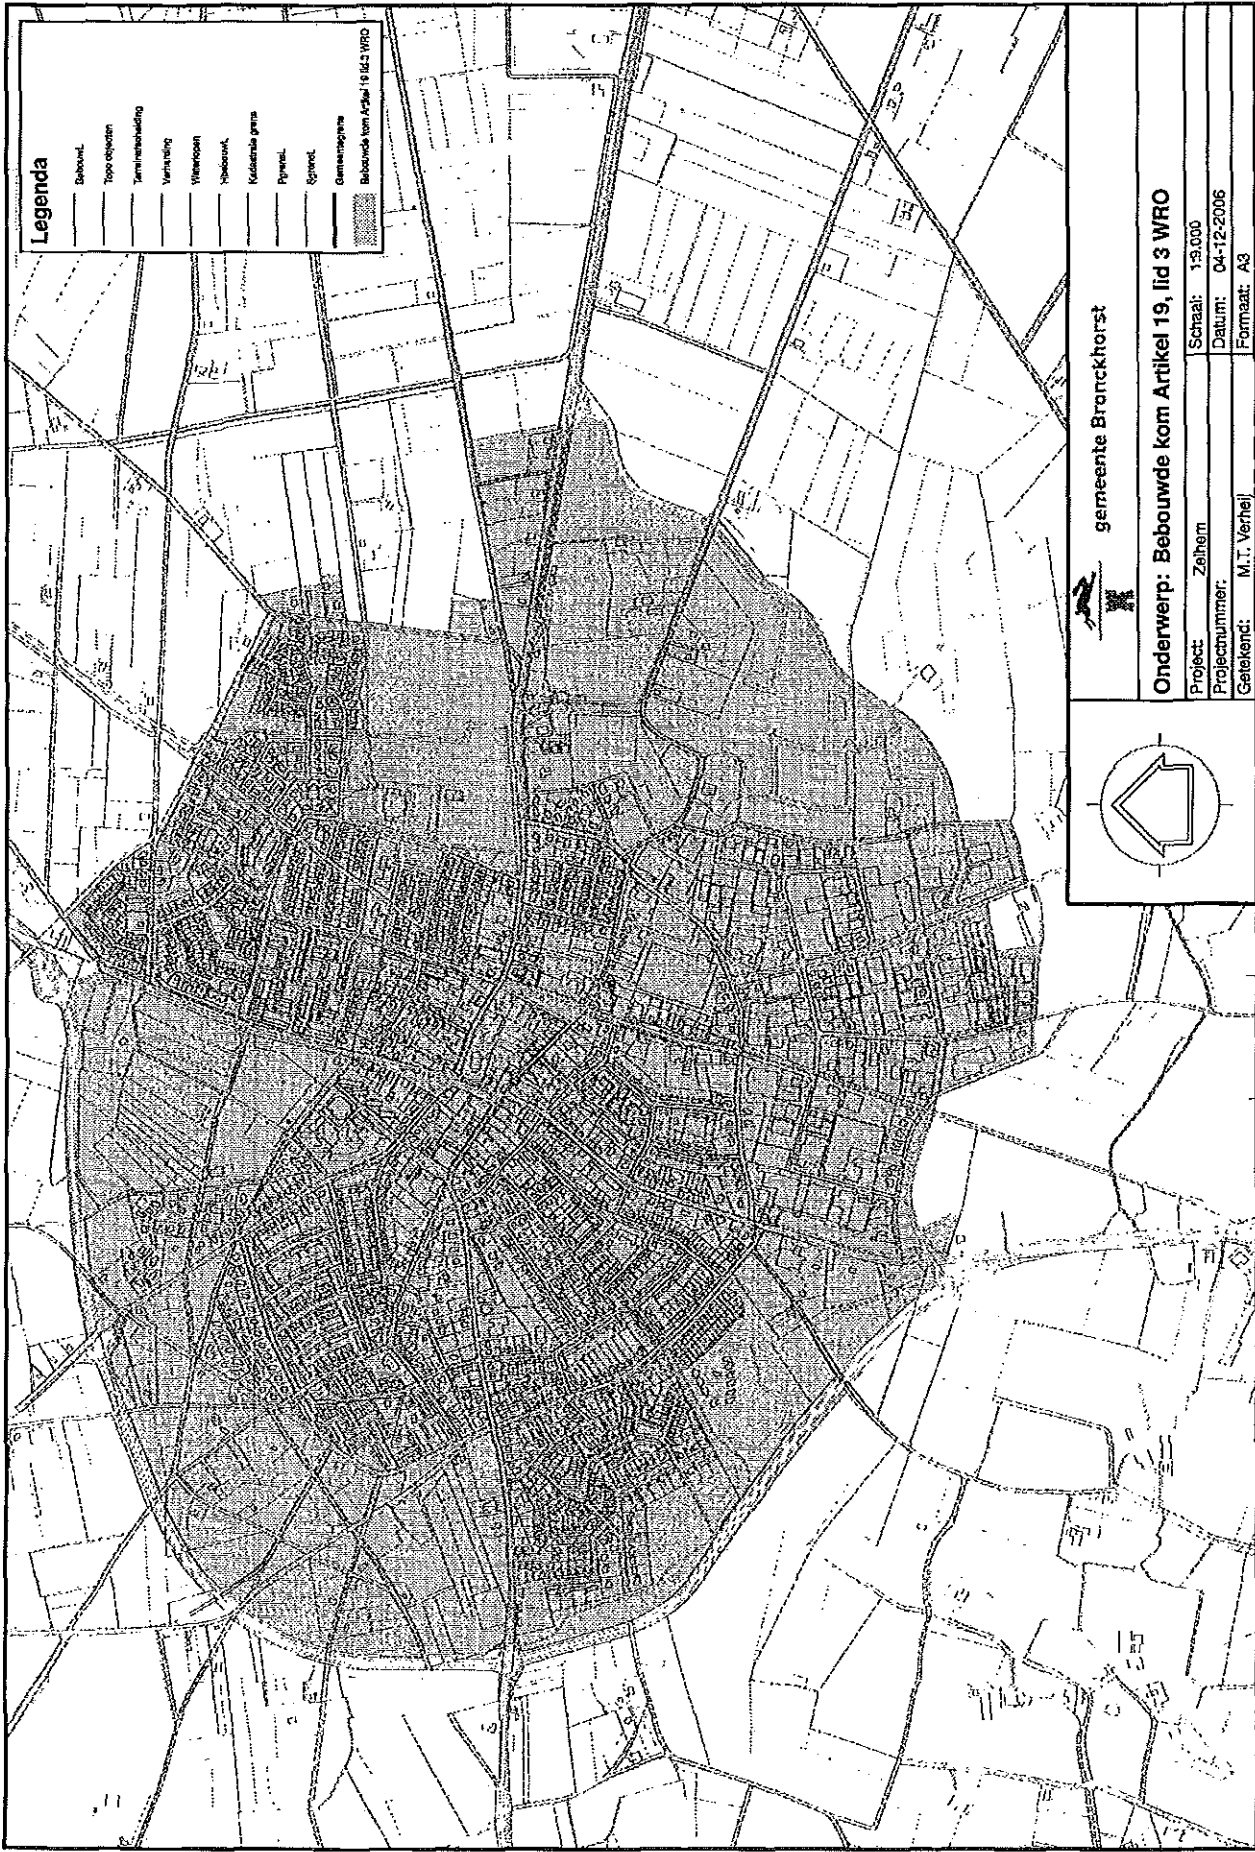 Legenda
Bebouwd.
Topo objecten
Terreinafscheiding
Verharding
Waterlopen
Hbebouwd.
Kadastrale grens
Gemeentegrens
Bebouwde kom Artikel 19 lid 3 WRO
gemeente Bronckhorst
Onderwerp: Bebouwde kom Artikel 19, lid 3 WRO
Project: Zelhem
Schaal: 1:9.000
Projectnummer:
Datum: 04-12-2006
Getekend: M.T. Verheij
Formaat: A3